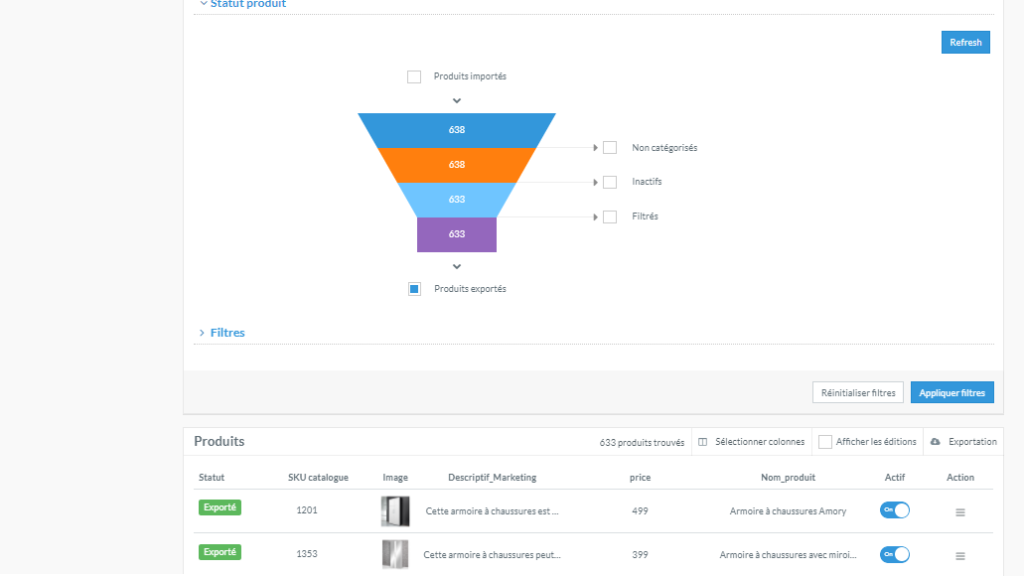 Statut produit
Refresh
Produits importés
638
Non catégorisés
638
Inactifs
633
Filtrés
633
Produits exportés
Filtres
Réinitialiser filtres Appliquer filtres
Produits 633 produits trouvés Sélectionner colonnes Afficher les éditions Exportation
Statut SKU catalogue Image Descriptif_Marketing price Nom_produit Actif Action
Exporté 1201 Cette armoire à chaussures est ... 499 Armoire à chaussures Amory On
Exporté 1353 Cette armoire à chaussures peut... 399 Armoire à chaussures avec miroi... On